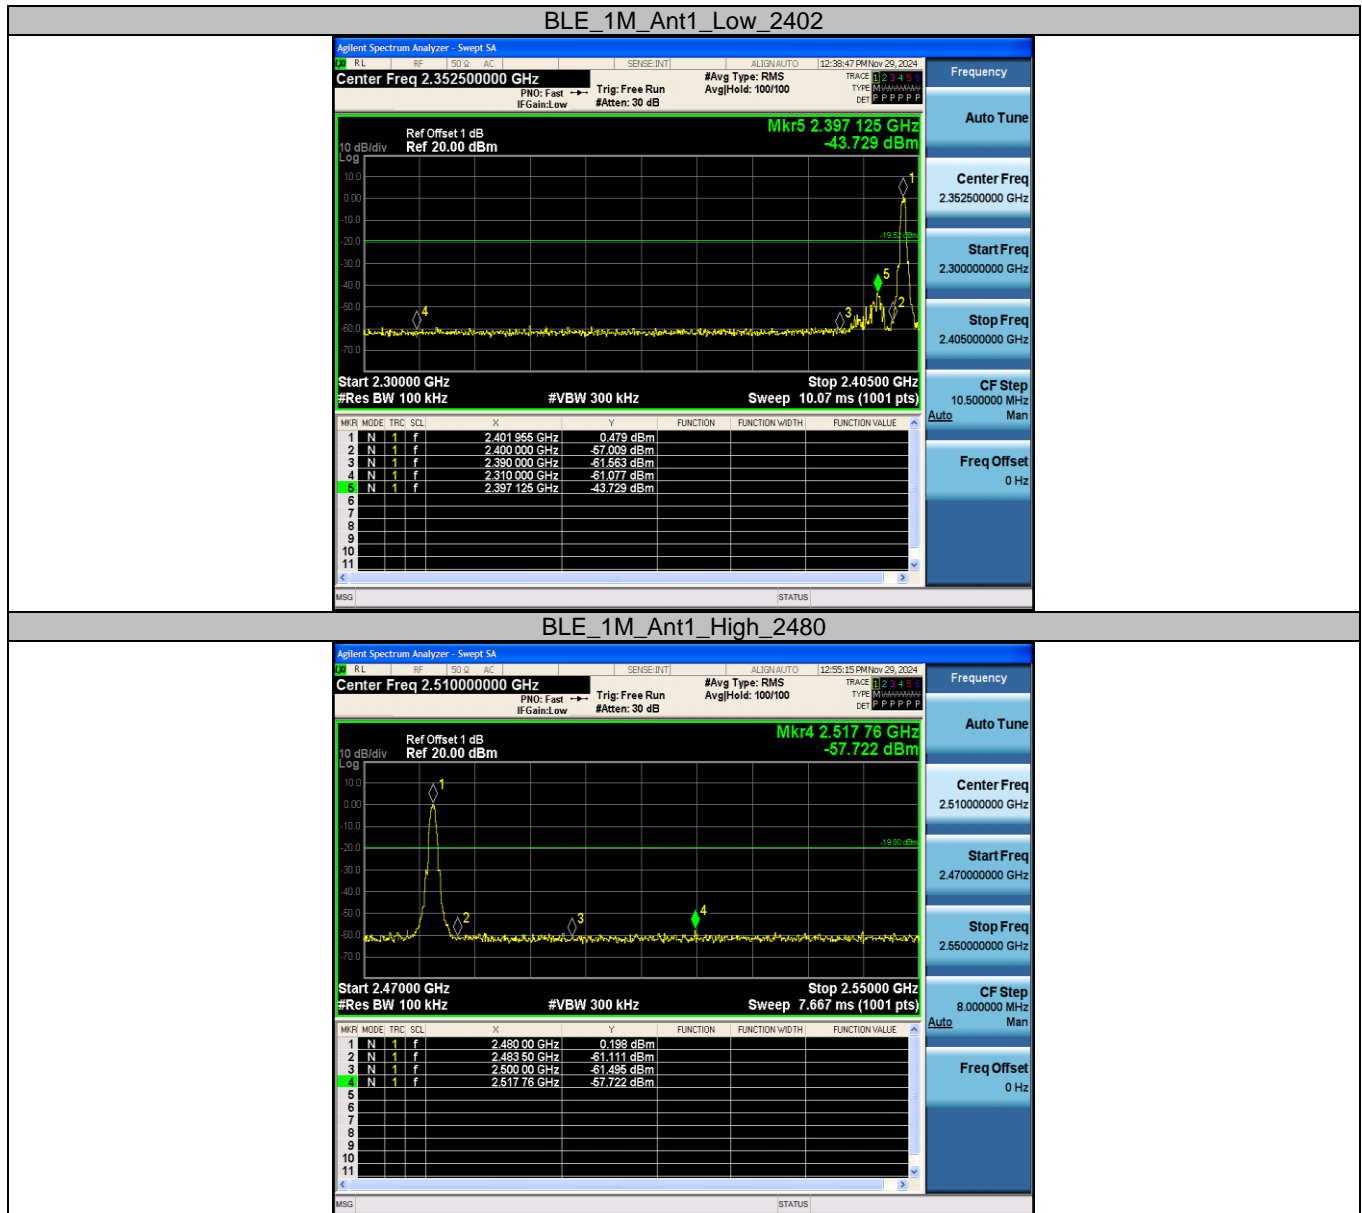 BLE_1M_Ant1_Low_2402
Agilent Spectrum Analyzer - Swept SA
LXI RL RF 50 Ω AC SENSE:INT ALIGNAUTO 12:38:47 PM Nov 29, 2024
Center Freq 2.352500000 GHz #Avg Type: RMS TRACE 1 2 3 4 5 6
PNO: Fast Trig: Free Run Avg|Hold: 100/100 TYPE M
IFGain:Low #Atten: 30 dB DET P P P P P P
Frequency
Auto Tune
Mkr5 2.397 125 GHz
-43.729 dBm
Ref Offset 1 dB
10 dB/div Ref 20.00 dBm
Log
10.0
0.00
-10.0
-20.0
-30.0
-40.0
-50.0
-60.0
-70.0
-19.52 dBm
1
5
2
3
4
Start 2.30000 GHz Stop 2.40500 GHz
#Res BW 100 kHz #VBW 300 kHz Sweep 10.07 ms (1001 pts)
Center Freq
2.352500000 GHz
Start Freq
2.300000000 GHz
Stop Freq
2.405000000 GHz
CF Step
10.500000 MHz
Auto Man
Freq Offset
0 Hz
MKR MODE TRC SCL X Y FUNCTION FUNCTION WIDTH FUNCTION VALUE
1 N 1 f 2.401 955 GHz 0.479 dBm
2 N 1 f 2.400 000 GHz -57.009 dBm
3 N 1 f 2.390 000 GHz -61.563 dBm
4 N 1 f 2.310 000 GHz -61.077 dBm
5 N 1 f 2.397 125 GHz -43.729 dBm
6
7
8
9
10
11
MSG STATUS
BLE_1M_Ant1_High_2480
Agilent Spectrum Analyzer - Swept SA
LXI RL RF 50 Ω AC SENSE:INT ALIGNAUTO 12:55:15 PM Nov 29, 2024
Center Freq 2.510000000 GHz #Avg Type: RMS TRACE 1 2 3 4 5 6
PNO: Fast Trig: Free Run Avg|Hold: 100/100 TYPE M
IFGain:Low #Atten: 30 dB DET P P P P P P
Frequency
Auto Tune
Mkr4 2.517 76 GHz
-57.722 dBm
Ref Offset 1 dB
10 dB/div Ref 20.00 dBm
Log
10.0
0.00
-10.0
-20.0
-30.0
-40.0
-50.0
-60.0
-70.0
-19.80 dBm
1
2
3
4
Start 2.47000 GHz Stop 2.55000 GHz
#Res BW 100 kHz #VBW 300 kHz Sweep 7.667 ms (1001 pts)
Center Freq
2.510000000 GHz
Start Freq
2.470000000 GHz
Stop Freq
2.550000000 GHz
CF Step
8.000000 MHz
Auto Man
Freq Offset
0 Hz
MKR MODE TRC SCL X Y FUNCTION FUNCTION WIDTH FUNCTION VALUE
1 N 1 f 2.480 00 GHz 0.198 dBm
2 N 1 f 2.483 50 GHz -61.111 dBm
3 N 1 f 2.500 00 GHz -61.495 dBm
4 N 1 f 2.517 76 GHz -57.722 dBm
5
6
7
8
9
10
11
MSG STATUS